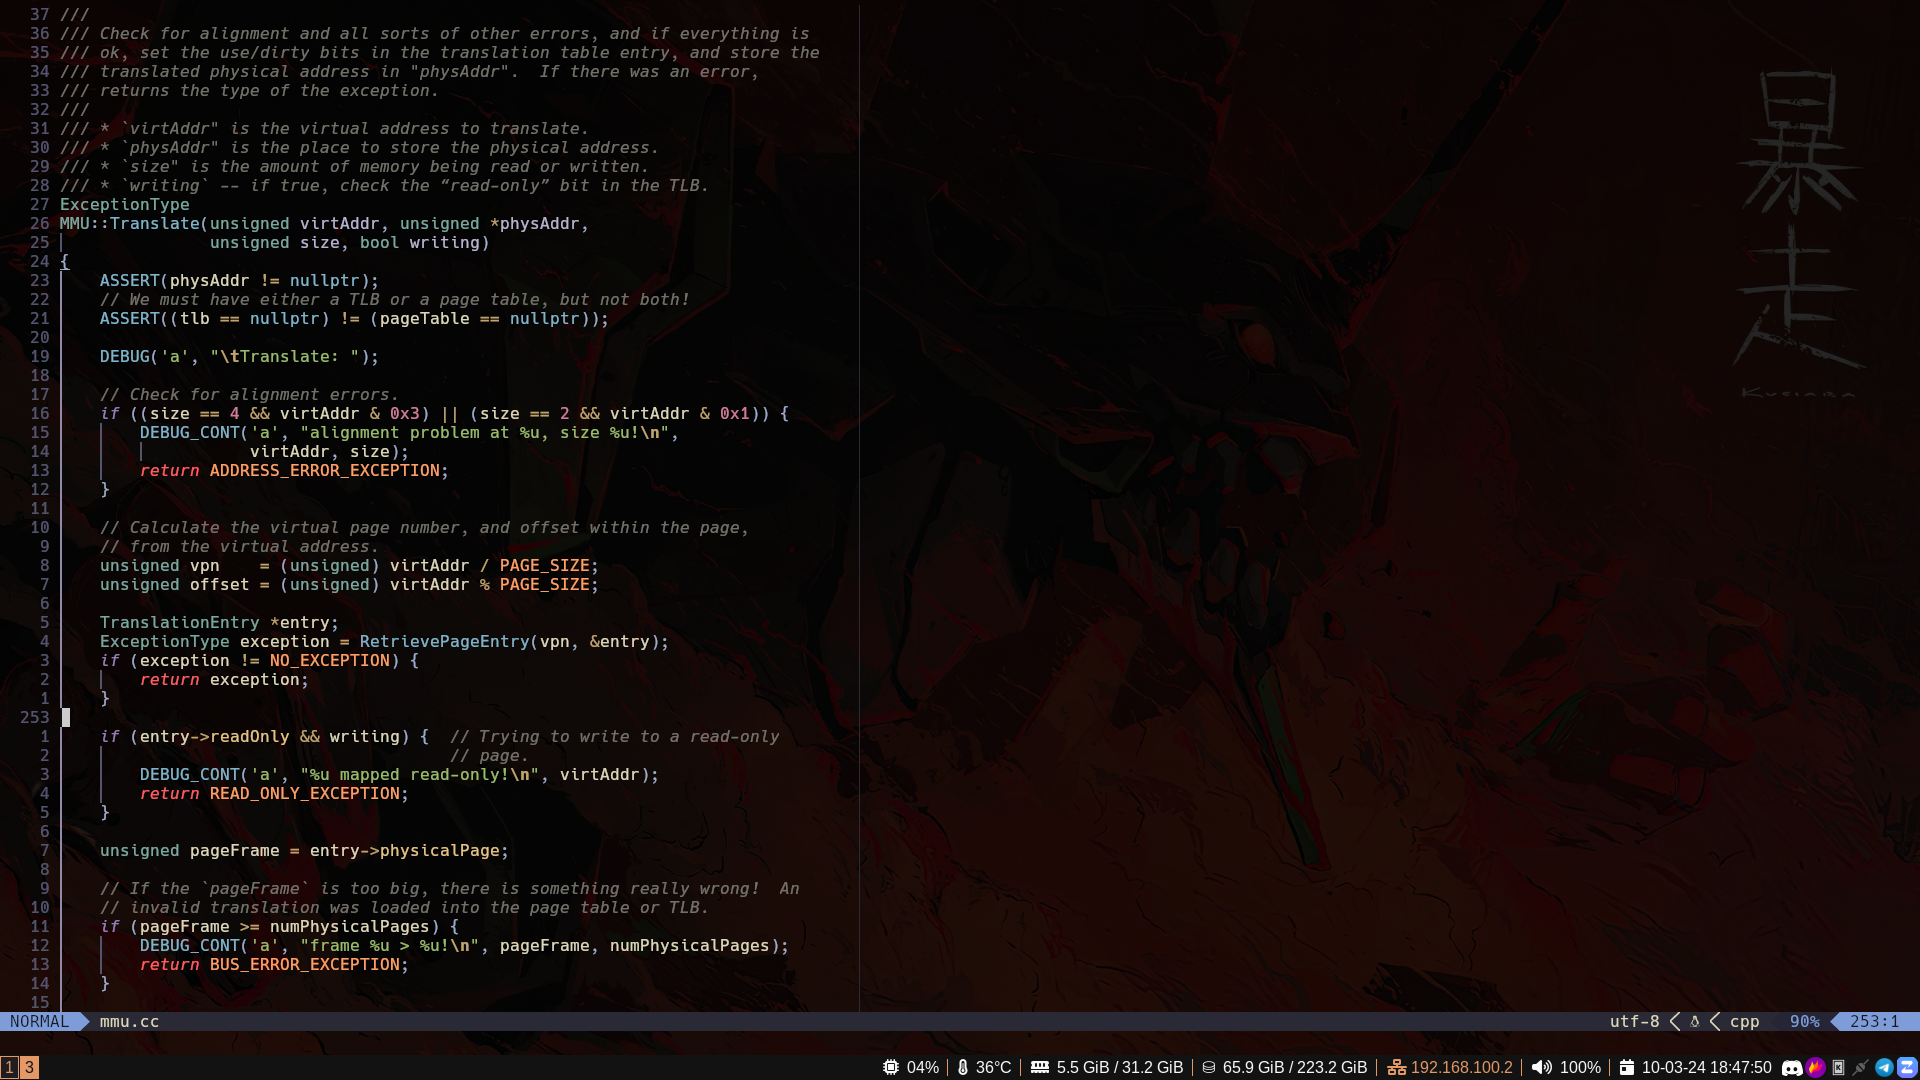 37 ///
36 /// Check for alignment and all sorts of other errors, and if everything is
35 /// ok, set the use/dirty bits in the translation table entry, and store the
34 /// translated physical address in "physAddr".  If there was an error,
33 /// returns the type of the exception.
32 ///
31 /// * `virtAddr" is the virtual address to translate.
30 /// * `physAddr" is the place to store the physical address.
29 /// * `size" is the amount of memory being read or written.
28 /// * `writing` -- if true, check the “read-only” bit in the TLB.
27 ExceptionType
26 MMU::Translate(unsigned virtAddr, unsigned *physAddr,
25                unsigned size, bool writing)
24 {
23     ASSERT(physAddr != nullptr);
22     // We must have either a TLB or a page table, but not both!
21     ASSERT((tlb == nullptr) != (pageTable == nullptr));
20
19     DEBUG('a', "\tTranslate: ");
18
17     // Check for alignment errors.
16     if ((size == 4 && virtAddr & 0x3) || (size == 2 && virtAddr & 0x1)) {
15         DEBUG_CONT('a', "alignment problem at %u, size %u!\n",
14                    virtAddr, size);
13         return ADDRESS_ERROR_EXCEPTION;
12     }
11
10     // Calculate the virtual page number, and offset within the page,
9     // from the virtual address.
8     unsigned vpn    = (unsigned) virtAddr / PAGE_SIZE;
7     unsigned offset = (unsigned) virtAddr % PAGE_SIZE;
6
5     TranslationEntry *entry;
4     ExceptionType exception = RetrievePageEntry(vpn, &entry);
3     if (exception != NO_EXCEPTION) {
2         return exception;
1     }
253
1     if (entry->readOnly && writing) {  // Trying to write to a read-only
2                                        // page.
3         DEBUG_CONT('a', "%u mapped read-only!\n", virtAddr);
4         return READ_ONLY_EXCEPTION;
5     }
6
7     unsigned pageFrame = entry->physicalPage;
8
9     // If the `pageFrame` is too big, there is something really wrong!  An
10     // invalid translation was loaded into the page table or TLB.
11     if (pageFrame >= numPhysicalPages) {
12         DEBUG_CONT('a', "frame %u > %u!\n", pageFrame, numPhysicalPages);
13         return BUS_ERROR_EXCEPTION;
14     }
15
暴走
NORMAL mmu.cc utf-8 cpp 90% 253:1
1 3 04% 36°C 5.5 GiB / 31.2 GiB 65.9 GiB / 223.2 GiB 192.168.100.2 100% 10-03-24 18:47:50